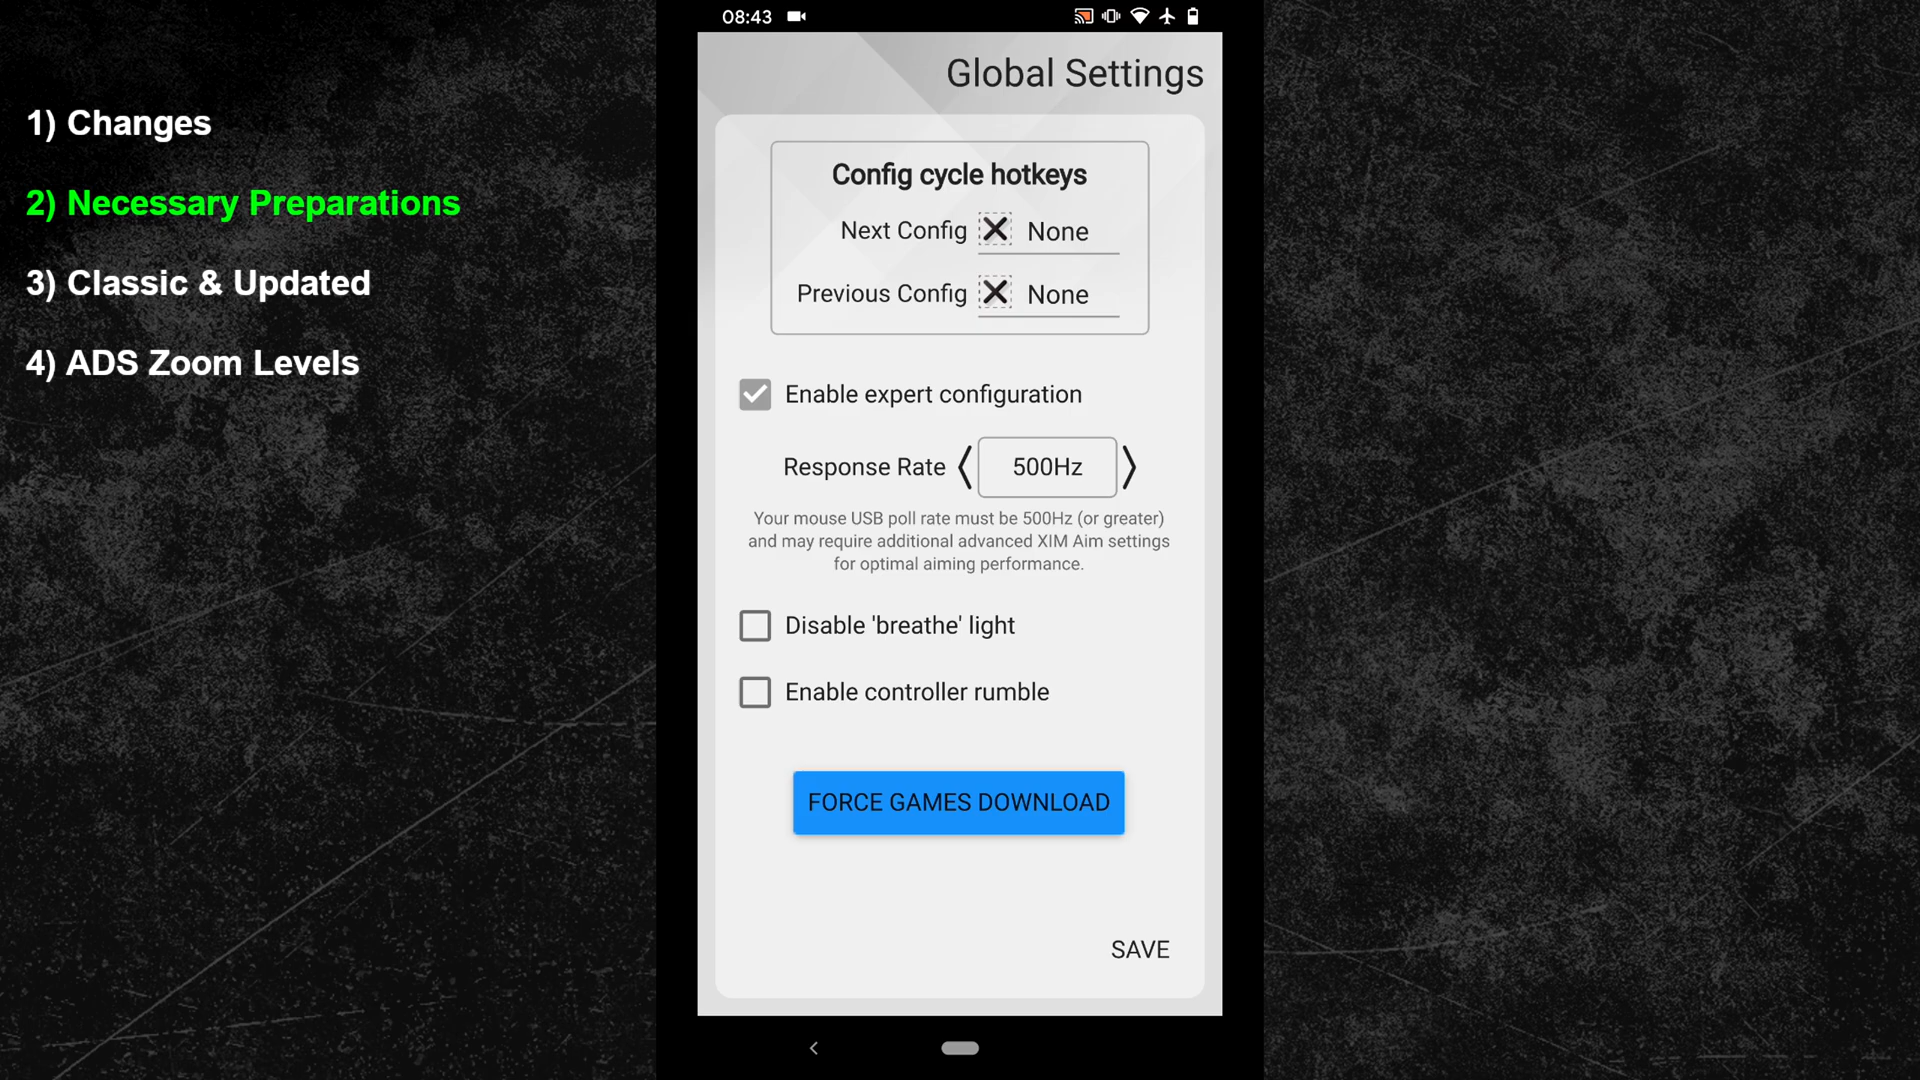 1) Changes
2) Necessary Preparations
3) Classic & Updated
4) ADS Zoom Levels
08:43
Global Settings
Config cycle hotkeys
Next Config None
Previous Config None
Enable expert configuration
Response Rate 500Hz
Your mouse USB poll rate must be 500Hz (or greater)
and may require additional advanced XIM Aim settings
for optimal aiming performance.
Disable 'breathe' light
Enable controller rumble
FORCE GAMES DOWNLOAD
SAVE